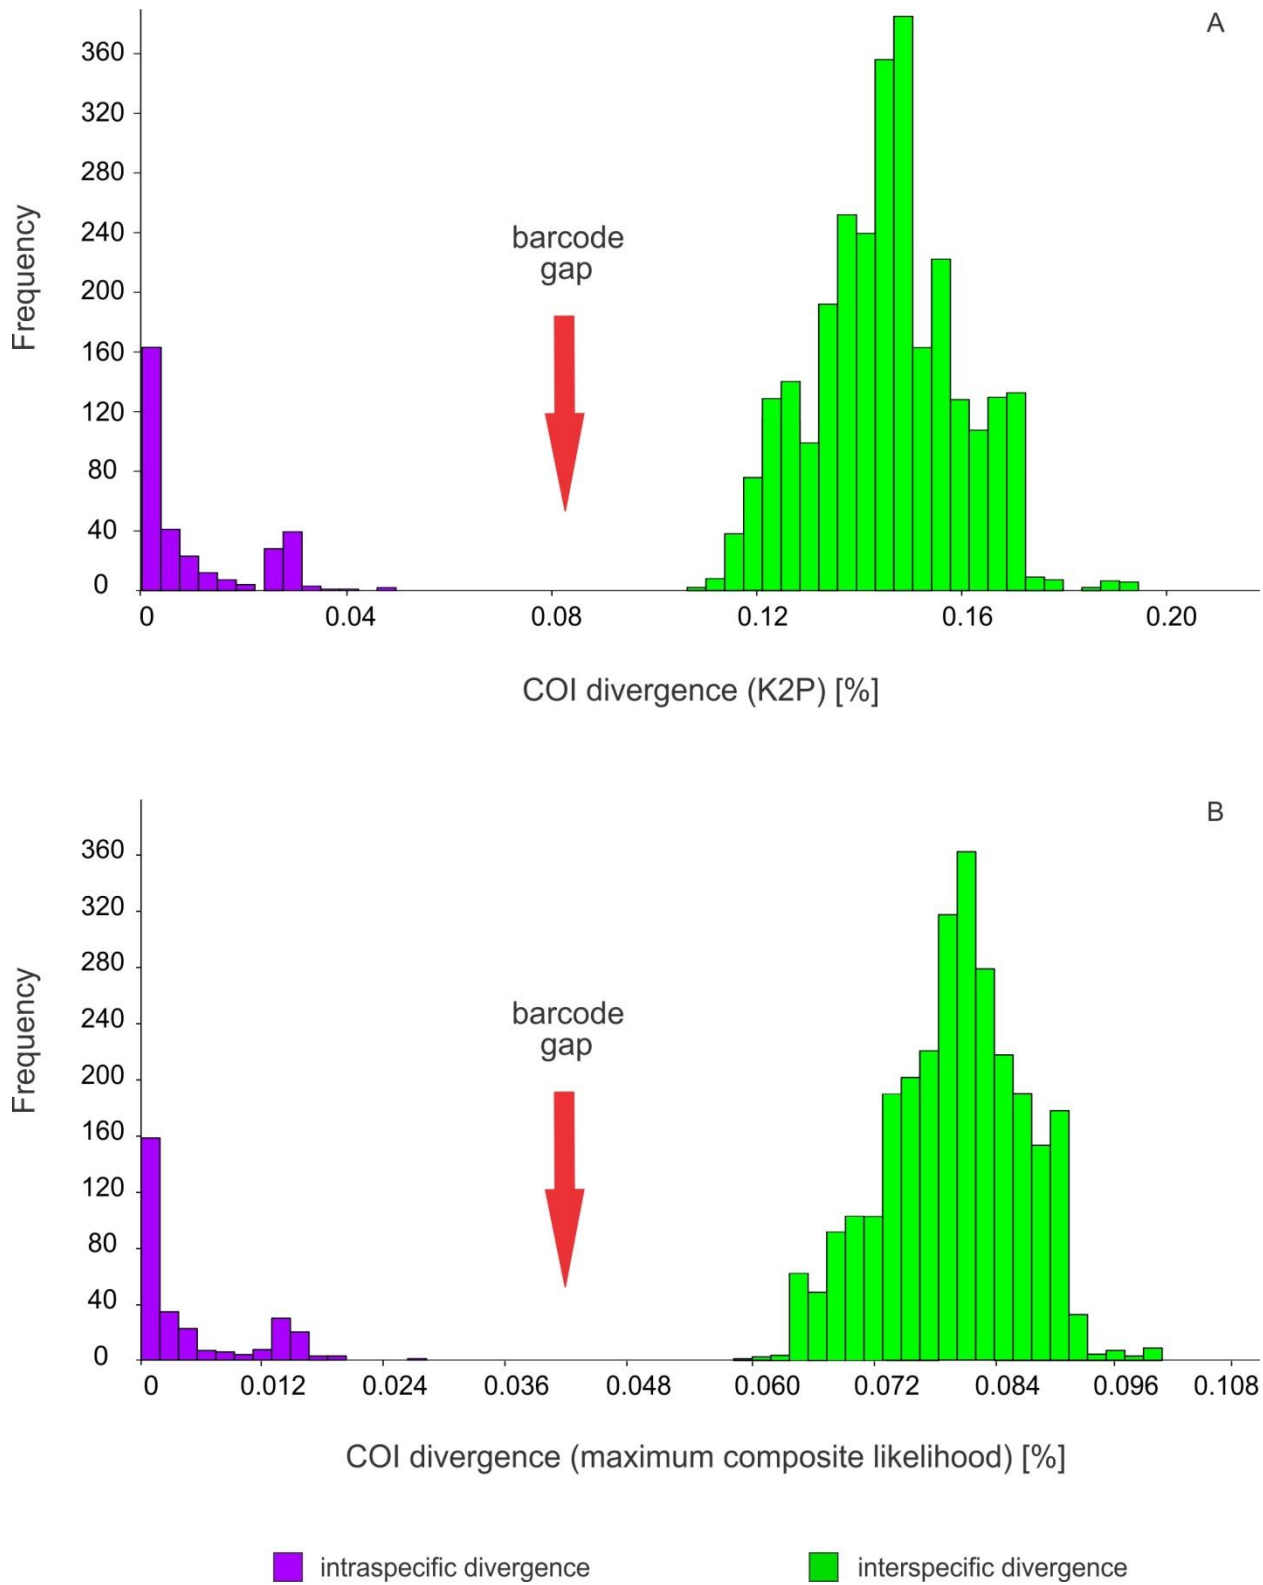 A
360
320
280
240
200
160
120
80
40
0
Frequency
barcode
gap
0 0.04 0.08 0.12 0.16 0.20
COI divergence (K2P) [%]
B
360
320
280
240
200
160
120
80
40
0
Frequency
barcode
gap
0 0.012 0.024 0.036 0.048 0.060 0.072 0.084 0.096 0.108
COI divergence (maximum composite likelihood) [%]
intraspecific divergence interspecific divergence